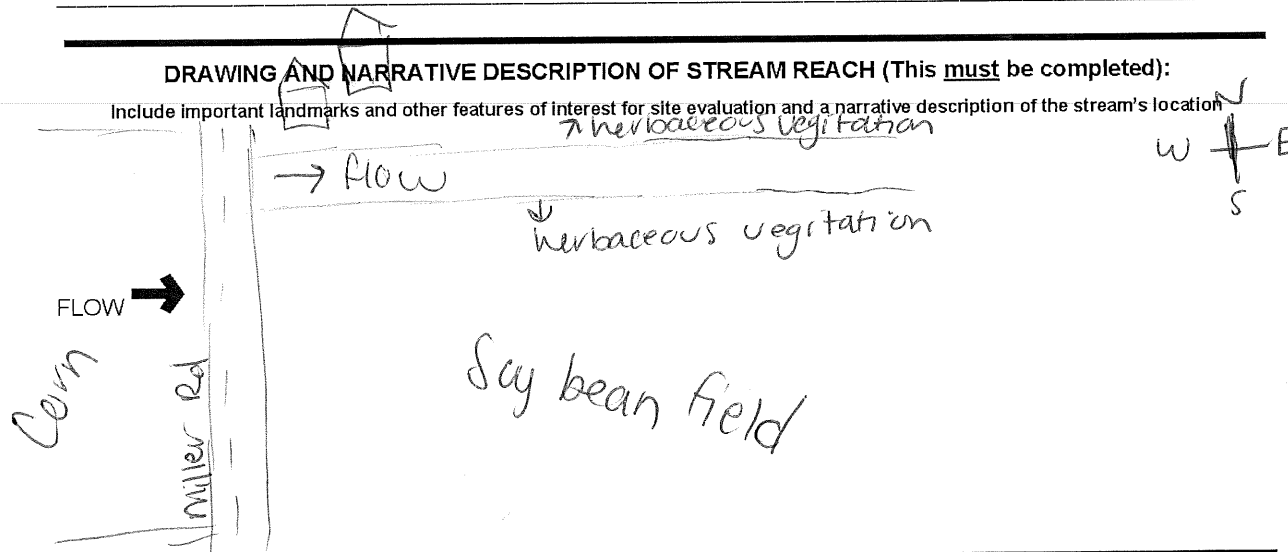 DRAWING AND NARRATIVE DESCRIPTION OF STREAM REACH (This must be completed):
Include important landmarks and other features of interest for site evaluation and a narrative description of the stream's location
N
W E
S
herbaceous vegitation
→ flow
herbaceous vegitation
FLOW
Corn
Miller Rd
Soy bean field